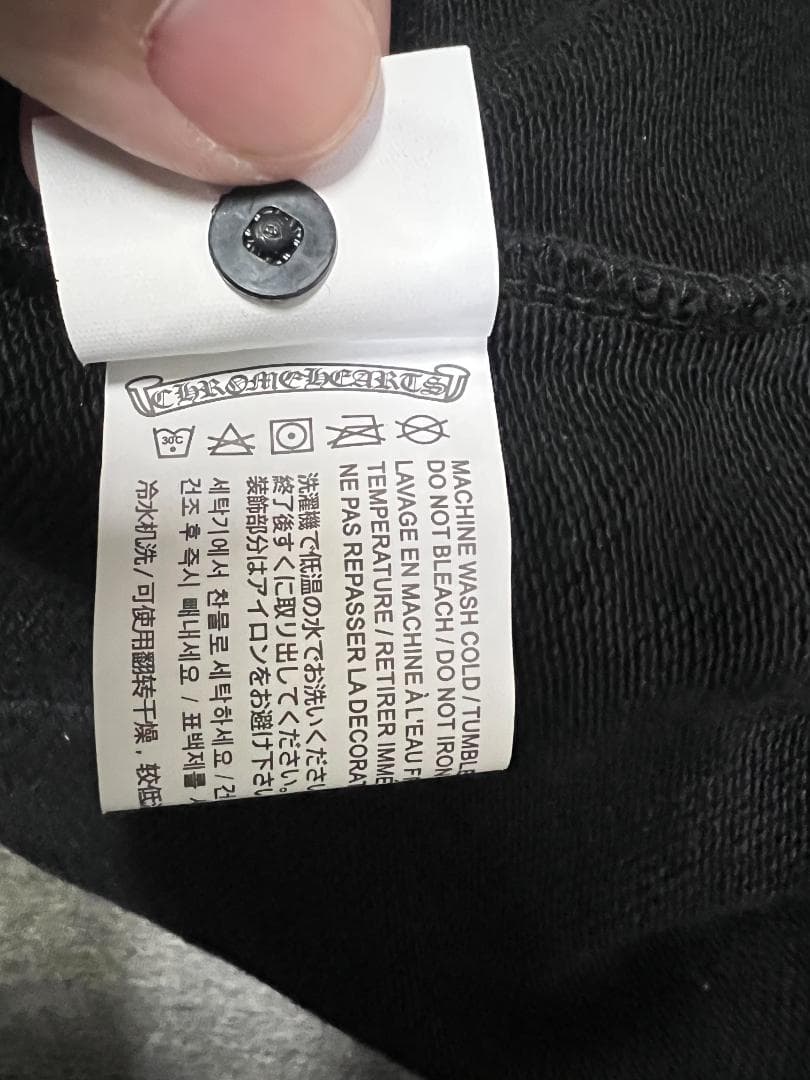 CHROME HEARTS
30C
MACHINE WASH COLD / TUMBLE
DO NOT BLEACH / DO NOT IRON
LAVAGE EN MACHINE À L'EAU
TEMPERATURE / RETIRER IMME
NE PAS REPASSER LA DECORAT
洗濯機で低温の水でお洗いくださ
終了後すぐに取り出してください。
装飾部分はアイロンをお避け下さ
세탁기에서 찬물로 세탁하세요 / 건
건조 후 즉시 빼내세요 / 표백제를
冷水机洗 / 可使用翻转干燥，较低